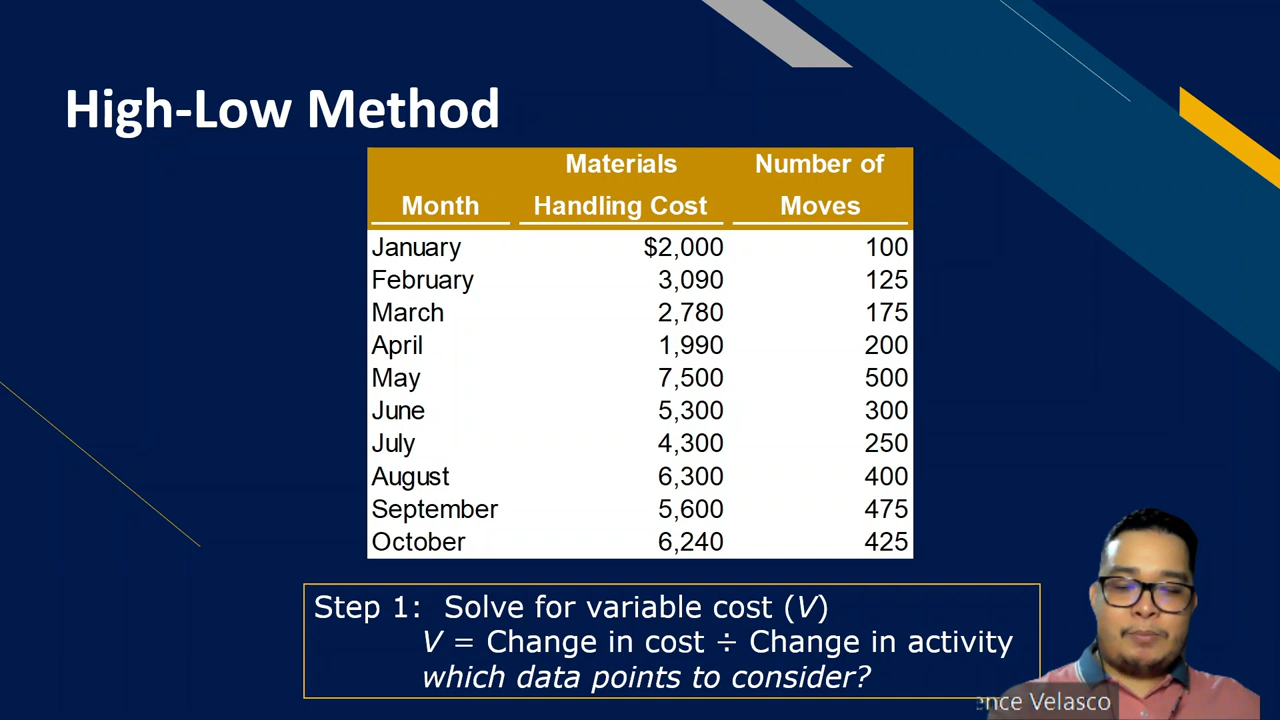 High-Low Method
Materials Number of
Month Handling Cost Moves
January $2,000 100
February 3,090 125
March 2,780 175
April 1,990 200
May 7,500 500
June 5,300 300
July 4,300 250
August 6,300 400
September 5,600 475
October 6,240 425
Step 1: Solve for variable cost (V)
V = Change in cost ÷ Change in activity
which data points to consider?
Velasco